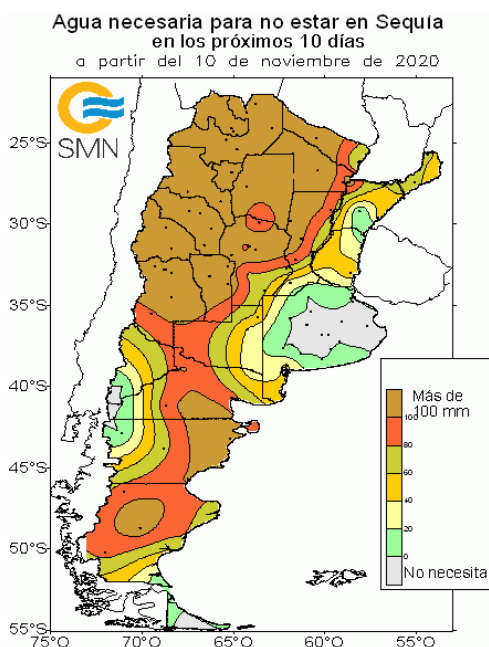 Agua necesaria para no estar en Sequía
en los próximos 10 días
a partir del 10 de noviembre de 2020
SMN
25°S
30°S
35°S
40°S
45°S
50°S
55°S
75°O 70°O 65°O 60°O 55°O
Más de
100 mm
100
80
60
40
20
0
No necesita